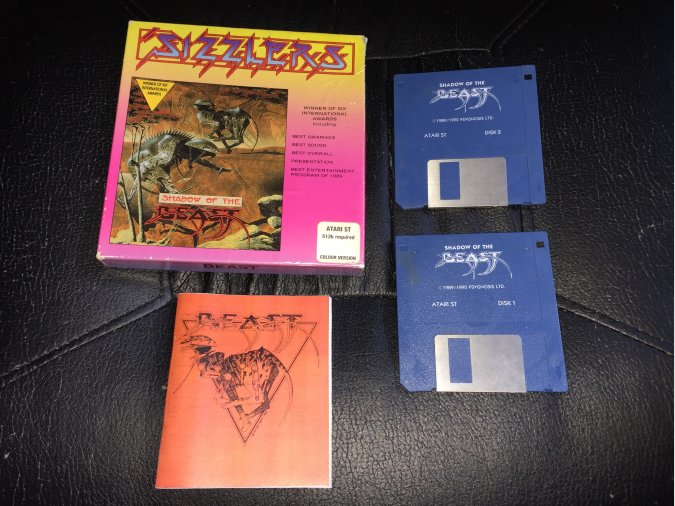 SIZZLERS
WINNER OF SIX
INTERNATIONAL
AWARDS
WINNER OF SIX
INTERNATIONAL
AWARDS
including
BEST GRAPHICS
BEST SOUND
BEST OVERALL
PRESENTATION
BEST ENTERTAINMENT
PROGRAM OF 1989
SHADOW OF THE
BEAST
ATARI ST
512k required
COLOUR VERSION
BEAST
SHADOW OF THE
BEAST
©1989/1990 PSYGNOSIS LTD.
ATARI ST DISK 2
SHADOW OF THE
BEAST
©1989/1990 PSYGNOSIS LTD.
ATARI ST DISK 1
BEAST